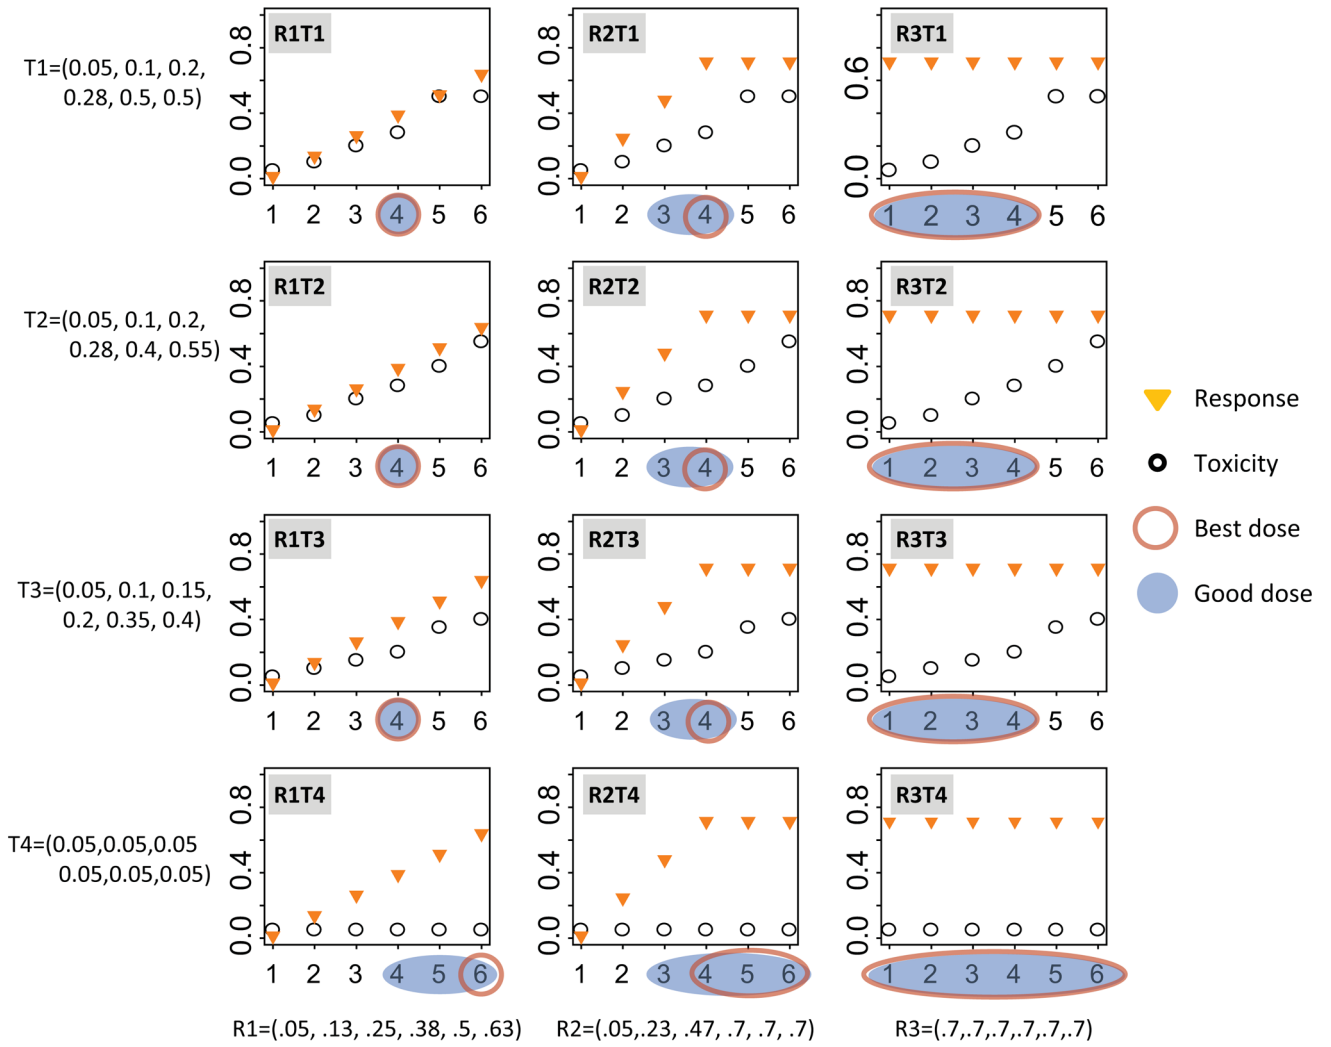 T1=(0.05, 0.1, 0.2,
0.28, 0.5, 0.5)
R1T1
0.8
0.4
0.0
1 2 3 4 5 6
R2T1
0.8
0.4
0.0
1 2 3 4 5 6
R3T1
0.6
0.0
1 2 3 4 5 6
T2=(0.05, 0.1, 0.2,
0.28, 0.4, 0.55)
R1T2
0.8
0.4
0.0
1 2 3 4 5 6
R2T2
0.8
0.4
0.0
1 2 3 4 5 6
R3T2
0.8
0.4
0.0
1 2 3 4 5 6
T3=(0.05, 0.1, 0.15,
0.2, 0.35, 0.4)
R1T3
0.8
0.4
0.0
1 2 3 4 5 6
R2T3
0.8
0.4
0.0
1 2 3 4 5 6
R3T3
0.8
0.4
0.0
1 2 3 4 5 6
T4=(0.05,0.05,0.05
0.05,0.05,0.05)
R1T4
0.8
0.4
0.0
1 2 3 4 5 6
R2T4
0.8
0.4
0.0
1 2 3 4 5 6
R3T4
0.8
0.4
0.0
1 2 3 4 5 6
R1=(.05, .13, .25, .38, .5, .63)
R2=(.05,.23, .47, .7, .7, .7)
R3=(.7,.7,.7,.7,.7,.7)
Response
Toxicity
Best dose
Good dose